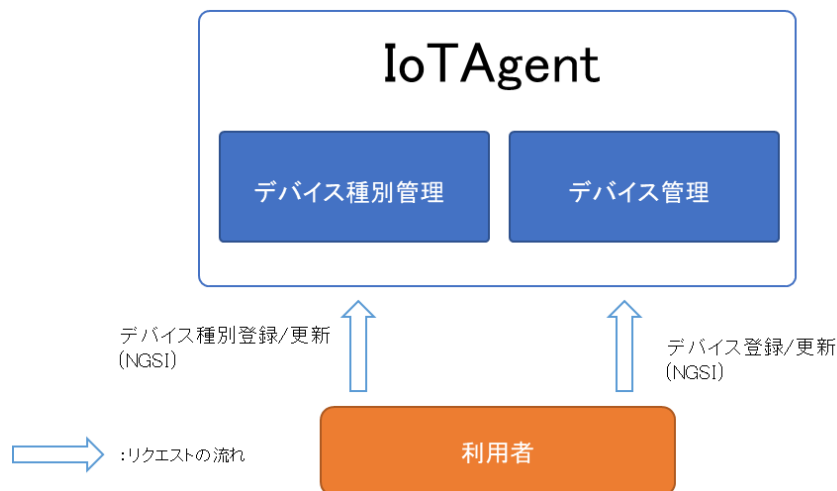 IoTAgent
デバイス種別管理
デバイス管理
デバイス種別登録/更新
(NGSI)
デバイス登録/更新
(NGSI)
:リクエストの流れ
利用者